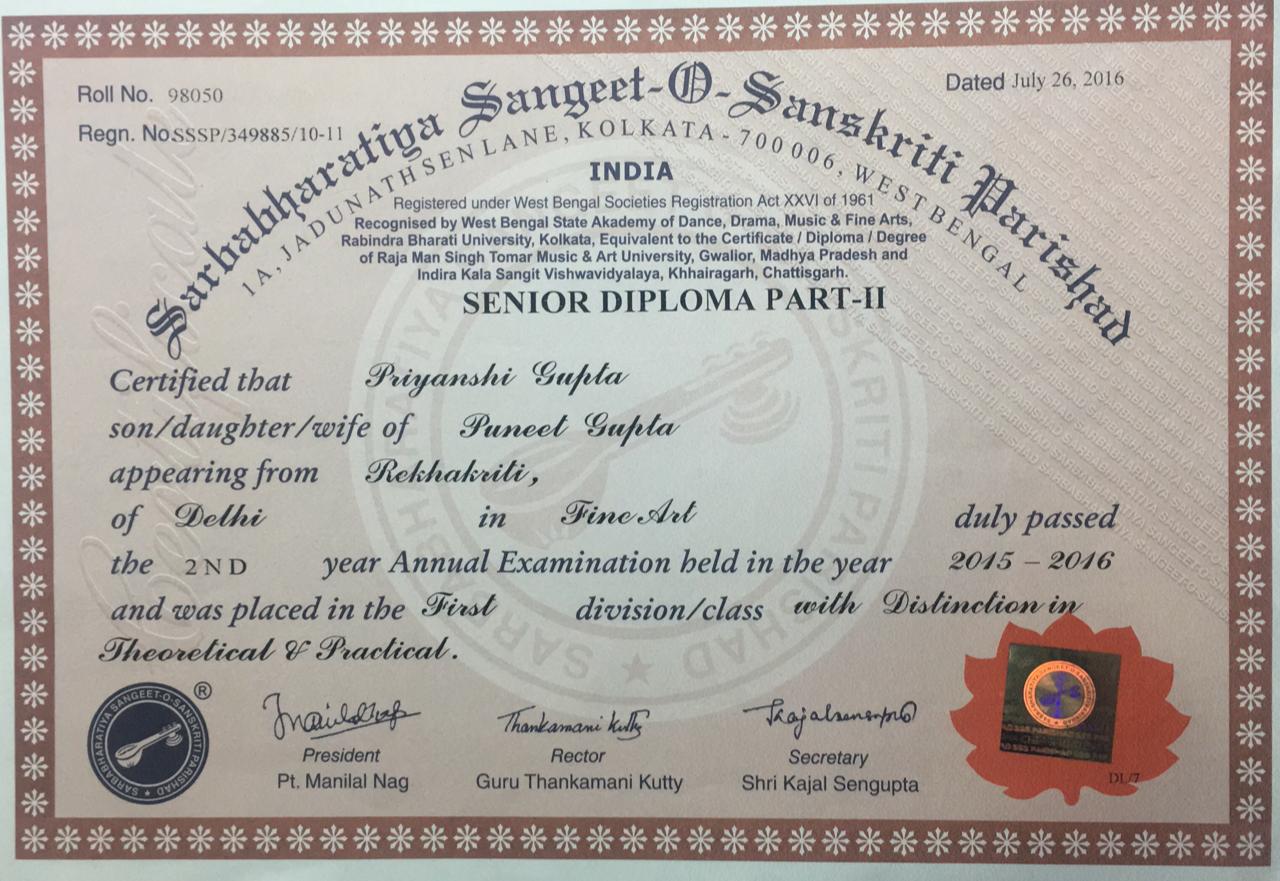 Roll No. 98050
Dated July 26, 2016
Regn. No.SSSP/349885/10-11
Sarbabharatiya Sangeet-O-Sanskriti Parishad
1A, JADUNATH SEN LANE, KOLKATA - 700 006, WEST BENGAL
INDIA
Registered under West Bengal Societies Registration Act XXVI of 1961
Recognised by West Bengal State Akademy of Dance, Drama, Music & Fine Arts,
Rabindra Bharati University, Kolkata, Equivalent to the Certificate / Diploma / Degree
of Raja Man Singh Tomar Music & Art University, Gwalior, Madhya Pradesh and
Indira Kala Sangit Vishwavidyalaya, Khhairagarh, Chattisgarh.
SENIOR DIPLOMA PART-II
Certified that Priyanshi Gupta
son/daughter/wife of Puneet Gupta
appearing from Rekhakriti,
of Delhi in Fine Art duly passed
the 2ND year Annual Examination held in the year 2015 – 2016
and was placed in the First division/class with Distinction in
Theoretical & Practical.
SARBABHARATIYA SANGEET-O-SANSKRITI PARISHAD ®
Thankamani Kutty
President Rector Secretary
Pt. Manilal Nag Guru Thankamani Kutty Shri Kajal Sengupta
DL/7